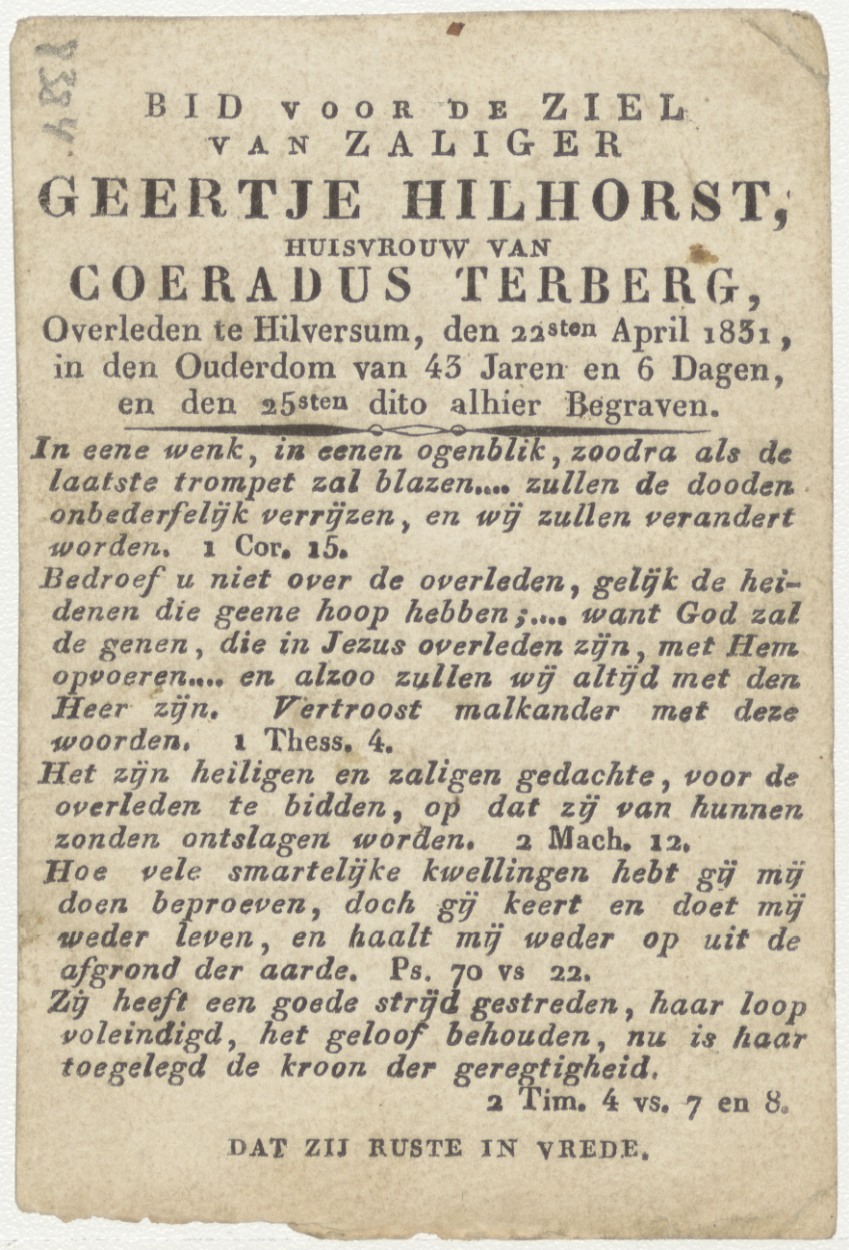 BID VOOR DE ZIEL
VAN ZALIGER
GEERTJE HILHORST,
HUISVROUW VAN
COERADUS TERBERG,
Overleden te Hilversum, den 22sten April 1831,
in den Ouderdom van 43 Jaren en 6 Dagen,
en den 25sten dito alhier Begraven.
In eene wenk, in eenen ogenblik, zoodra als de
laatste trompet zal blazen.... zullen de dooden
onbederfelijk verrijzen, en wij zullen verandert
worden. 1 Cor. 15.
Bedroef u niet over de overleden, gelijk de hei-
denen die geene hoop hebben;.... want God zal
de genen, die in Jezus overleden zijn, met Hem
opvoeren.... en alzoo zullen wij altijd met den
Heer zijn. Vertroost malkander met deze
woorden. 1 Thess. 4.
Het zijn heiligen en zaligen gedachte, voor de
overleden te bidden, op dat zij van hunnen
zonden ontslagen worden. 2 Mach. 12.
Hoe vele smartelijke kwellingen hebt gij mij
doen beproeven, doch gij keert en doet mij
weder leven, en haalt mij weder op uit de
afgrond der aarde. Ps. 70 vs 22.
Zij heeft een goede strijd gestreden, haar loop
voleindigd, het geloof behouden, nu is haar
toegelegd de kroon der geregtigheid.
2 Tim. 4 vs. 7 en 8.
DAT ZIJ RUSTE IN VREDE.